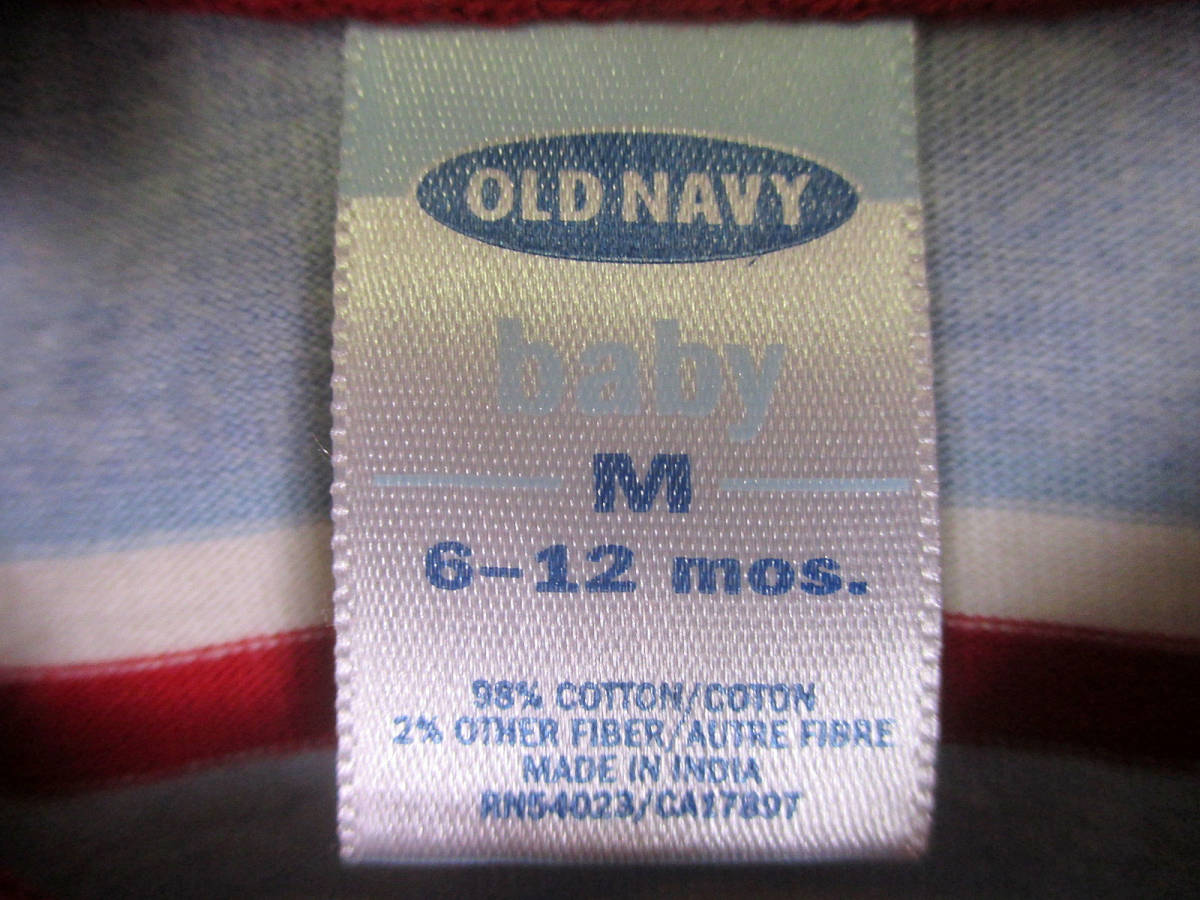 OLD NAVY
baby
M
6-12 mos.
98% COTTON/COTON
2% OTHER FIBER/AUTRE FIBRE
MADE IN INDIA
RN54023/CA17897